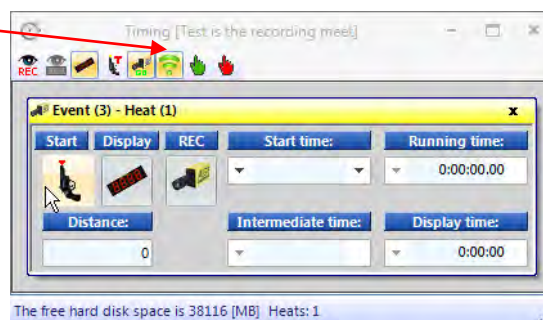 Timing [Test is the recording meet]
REC
Event (3) - Heat (1) x
Start Display REC Start time: Running time:
0:00:00.00
Distance: Intermediate time: Display time:
0 0:00:00
The free hard disk space is 38116 [MB] Heats: 1